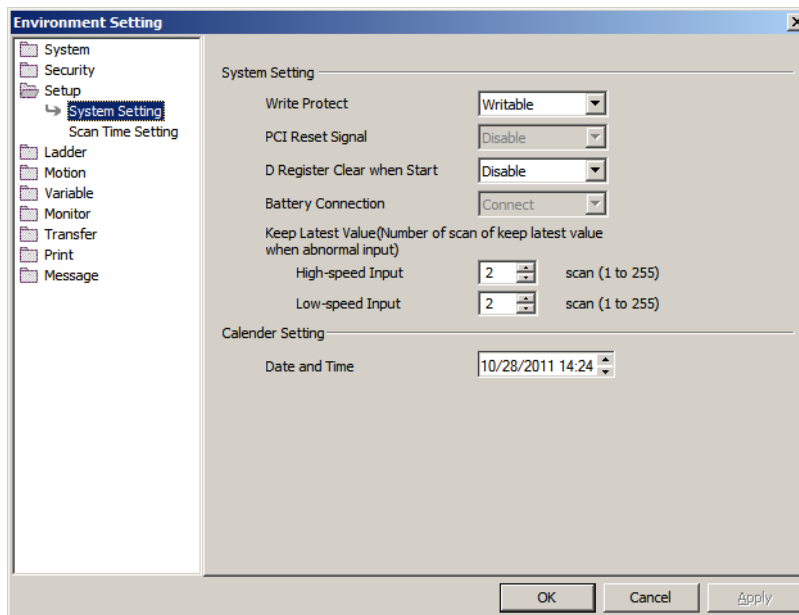 Environment Setting
System
Security
Setup
System Setting
Scan Time Setting
Ladder
Motion
Variable
Monitor
Transfer
Print
Message
System Setting
Write Protect Writable
PCI Reset Signal Disable
D Register Clear when Start Disable
Battery Connection Connect
Keep Latest Value(Number of scan of keep latest value
when abnormal input)
High-speed Input 2 scan (1 to 255)
Low-speed Input 2 scan (1 to 255)
Calender Setting
Date and Time 10/28/2011 14:24
OK Cancel Apply